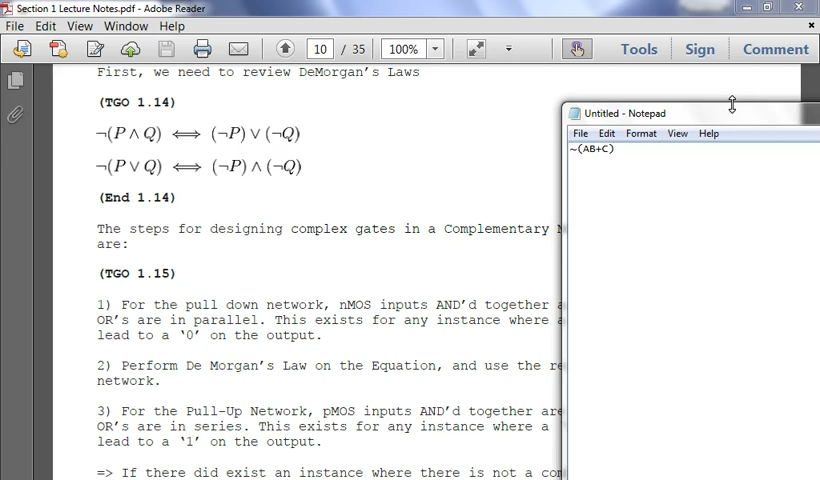 Section 1 Lecture Notes.pdf - Adobe Reader
File Edit View Window Help
10 / 35 100% Tools Sign Comment
First, we need to review DeMorgan's Laws
(TGO 1.14)
¬(P ∧ Q) ⟺ (¬P) ∨ (¬Q)
¬(P ∨ Q) ⟺ (¬P) ∧ (¬Q)
(End 1.14)
The steps for designing complex gates in a Complementary
are:
(TGO 1.15)
1) For the pull down network, nMOS inputs AND'd together
OR's are in parallel. This exists for any instance where
lead to a '0' on the output.
2) Perform De Morgan's Law on the Equation, and use the
network.
3) For the Pull-Up Network, pMOS inputs AND'd together are
OR's are in series. This exists for any instance where a
lead to a '1' on the output.
=> If there did exist an instance where there is not a
Untitled - Notepad
File Edit Format View Help
~(AB+C)